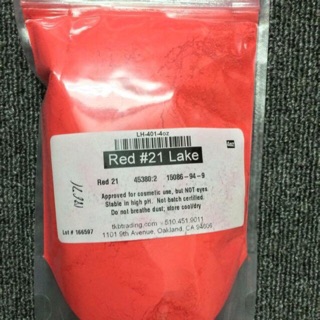 LH-401-4oz
Red #21 Lake
Red 21 45380:2 15086-94-9
Approved for cosmetic use, but NOT eyes.
Stable in high pH. Not batch certified.
Do not breathe dust, store cool/dry
Lot # 166567
tkbtrading.com - 510.451.9011
1101 9th Avenue, Oakland, CA 94606